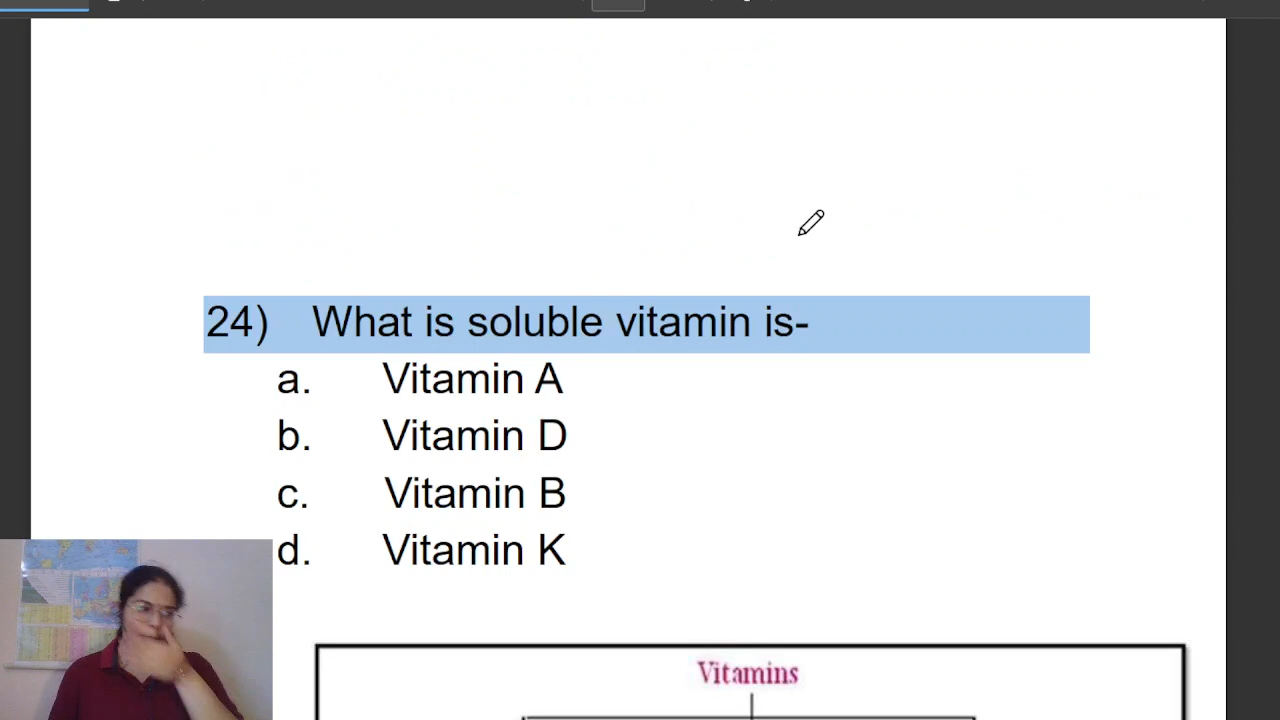 24) What is soluble vitamin is-
a. Vitamin A
b. Vitamin D
c. Vitamin B
d. Vitamin K
Vitamins